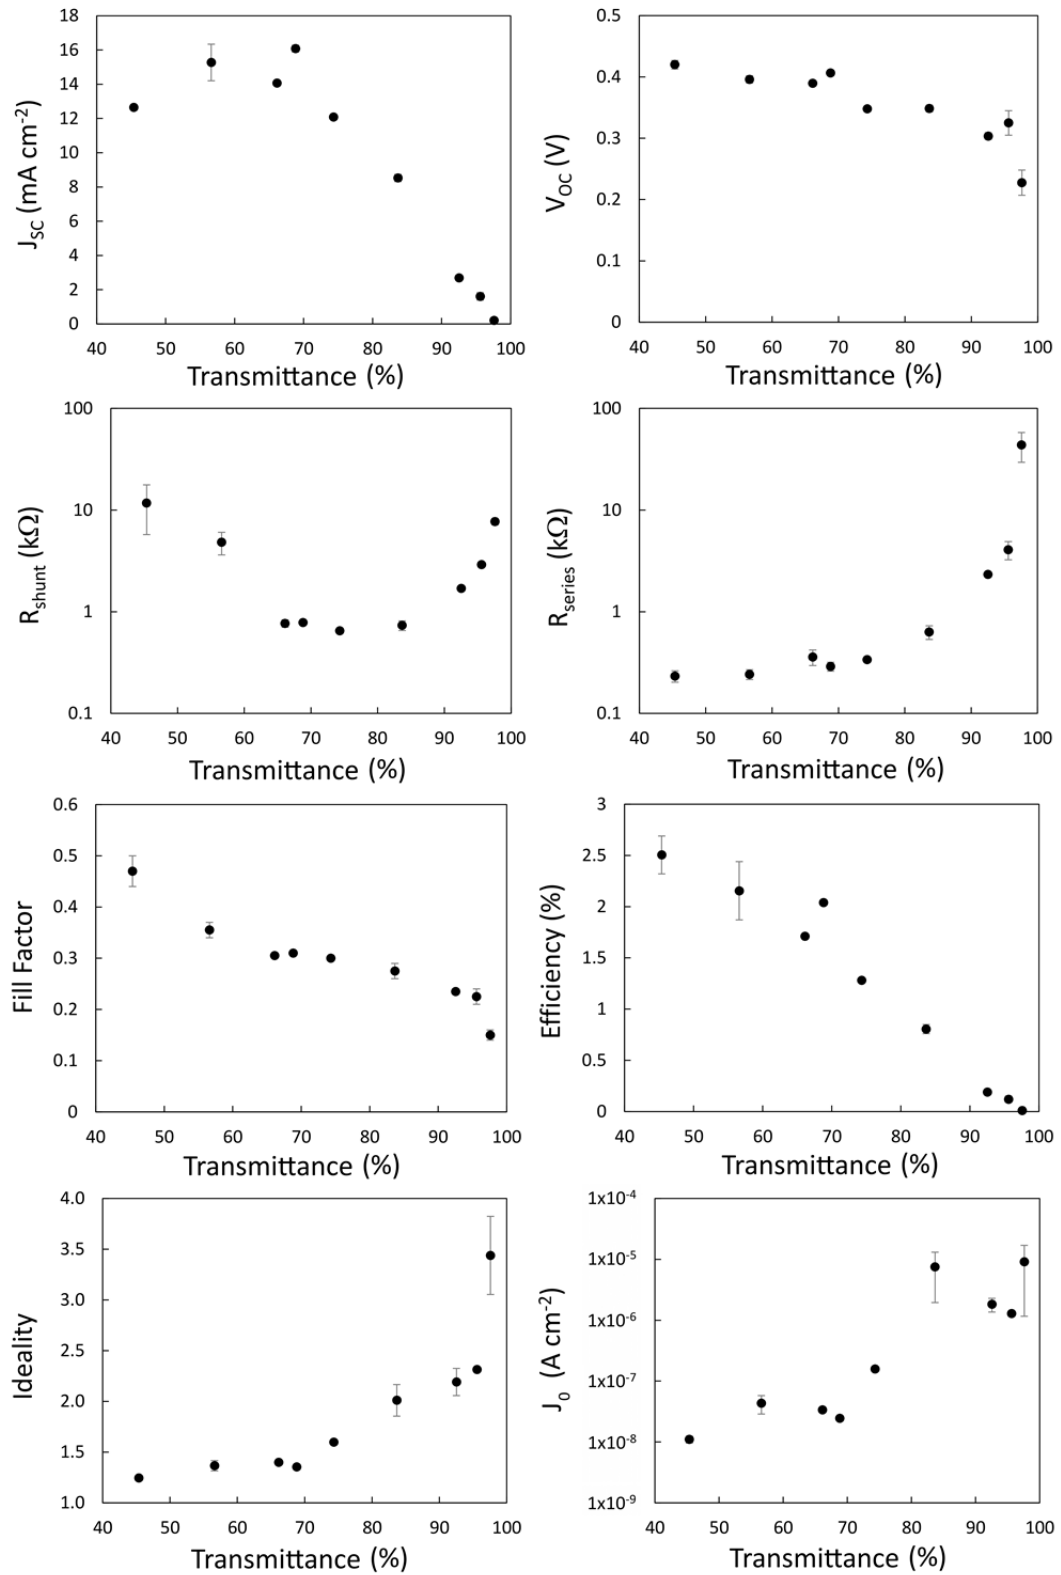 18
16
14
12
10
8
6
4
2
0
J_SC (mA cm⁻²)
40 50 60 70 80 90 100
Transmittance (%)
0.5
0.4
0.3
0.2
0.1
0
V_OC (V)
40 50 60 70 80 90 100
Transmittance (%)
100
10
1
0.1
R_shunt (kΩ)
40 50 60 70 80 90 100
Transmittance (%)
100
10
1
0.1
R_series (kΩ)
40 50 60 70 80 90 100
Transmittance (%)
0.6
0.5
0.4
0.3
0.2
0.1
0
Fill Factor
40 50 60 70 80 90 100
Transmittance (%)
3
2.5
2
1.5
1
0.5
0
Efficiency (%)
40 50 60 70 80 90 100
Transmittance (%)
4.0
3.5
3.0
2.5
2.0
1.5
1.0
Ideality
40 50 60 70 80 90 100
Transmittance (%)
1x10⁻⁴
1x10⁻⁵
1x10⁻⁶
1x10⁻⁷
1x10⁻⁸
1x10⁻⁹
J₀ (A cm⁻²)
40 50 60 70 80 90 100
Transmittance (%)